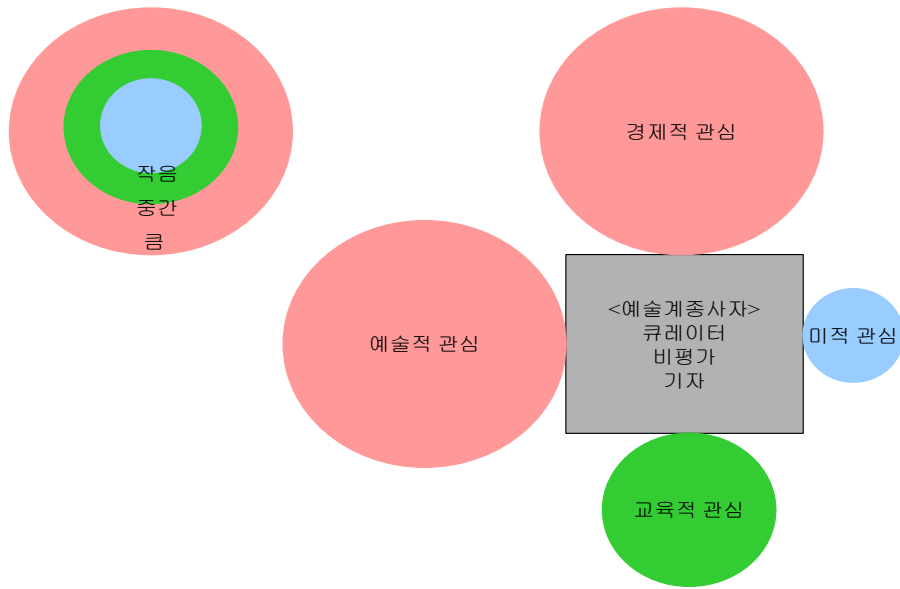 작음
중간
큼
경제적 관심
예술적 관심
<예술계종사자>
큐레이터
비평가
기자
미적 관심
교육적 관심